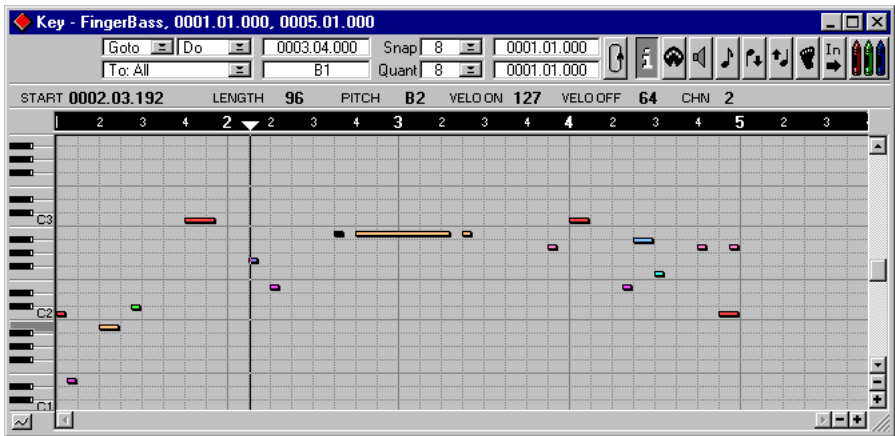 Key - FingerBass, 0001.01.000, 0005.01.000
Goto Do 0003.04.000 Snap 8 0001.01.000 In
To: All B1 Quant 8 0001.01.000
START 0002.03.192 LENGTH 96 PITCH B2 VELO ON 127 VELO OFF 64 CHN 2
2 3 4 2 2 3 4 3 2 3 4 4 2 3 4 5 2 3
C3
C2
C1